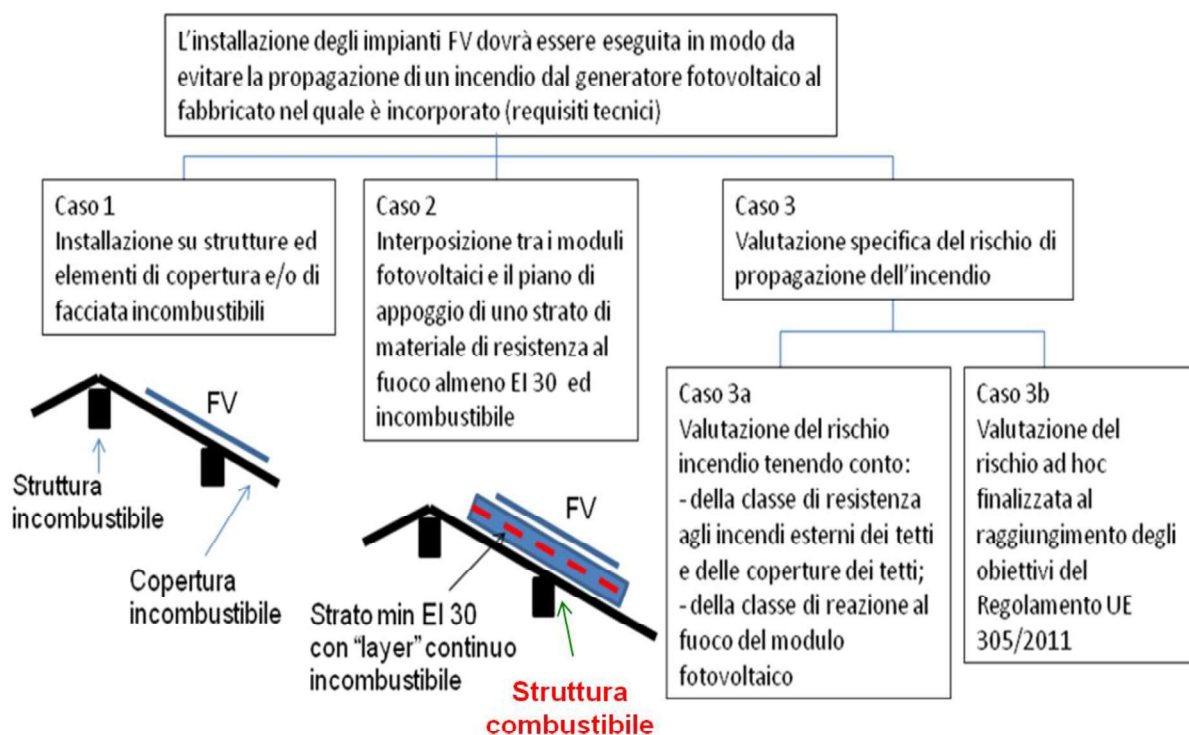 L'installazione degli impianti FV dovrà essere eseguita in modo da
evitare la propagazione di un incendio dal generatore fotovoltaico al
fabbricato nel quale è incorporato (requisiti tecnici)
Caso 1
Installazione su strutture ed
elementi di copertura e/o di
facciata incombustibili
FV
Struttura
incombustibile
Copertura
incombustibile
Caso 2
Interposizione tra i moduli
fotovoltaici e il piano di
appoggio di uno strato di
materiale di resistenza al
fuoco almeno EI 30 ed
incombustibile
FV
Strato min EI 30
con "layer" continuo
incombustibile
Struttura
combustibile
Caso 3
Valutazione specifica del rischio di
propagazione dell'incendio
Caso 3a
Valutazione del rischio
incendio tenendo conto:
- della classe di resistenza
agli incendi esterni dei tetti
e delle coperture dei tetti;
- della classe di reazione al
fuoco del modulo
fotovoltaico
Caso 3b
Valutazione del
rischio ad hoc
finalizzata al
raggiungimento degli
obiettivi del
Regolamento UE
305/2011